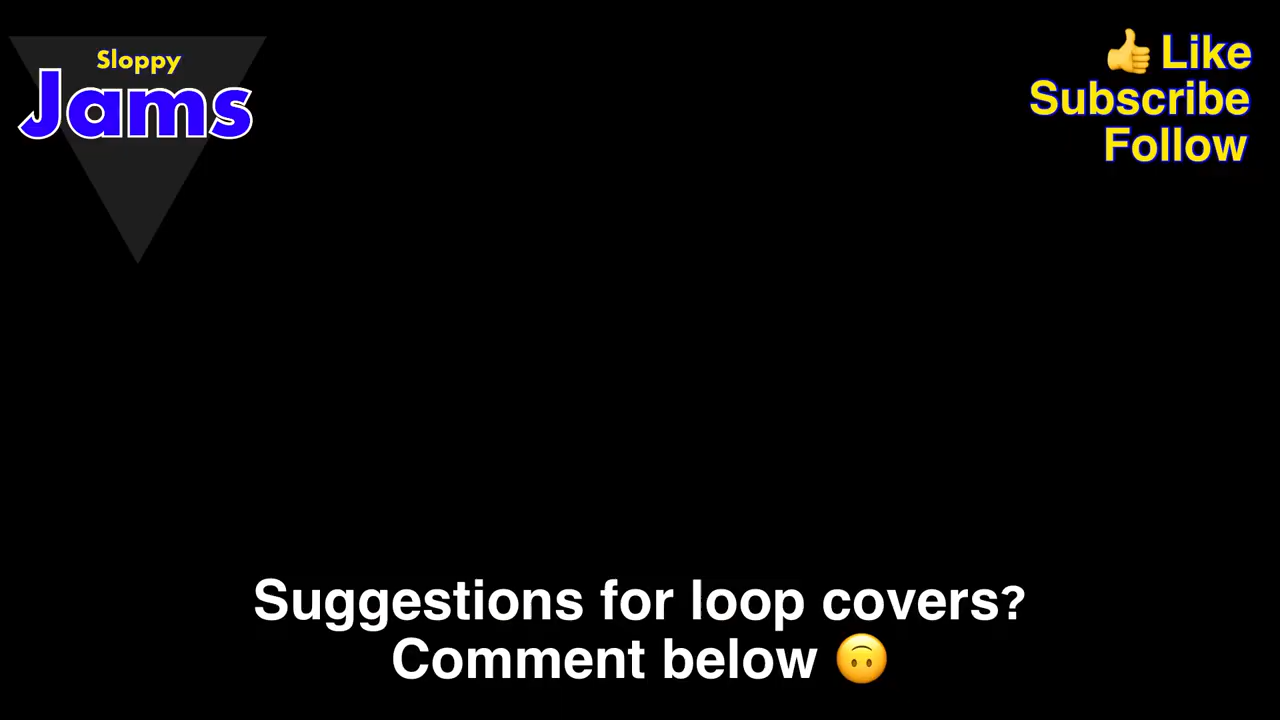 Sloppy
Jams
👍 Like
Subscribe
Follow
Suggestions for loop covers?
Comment below 🙃